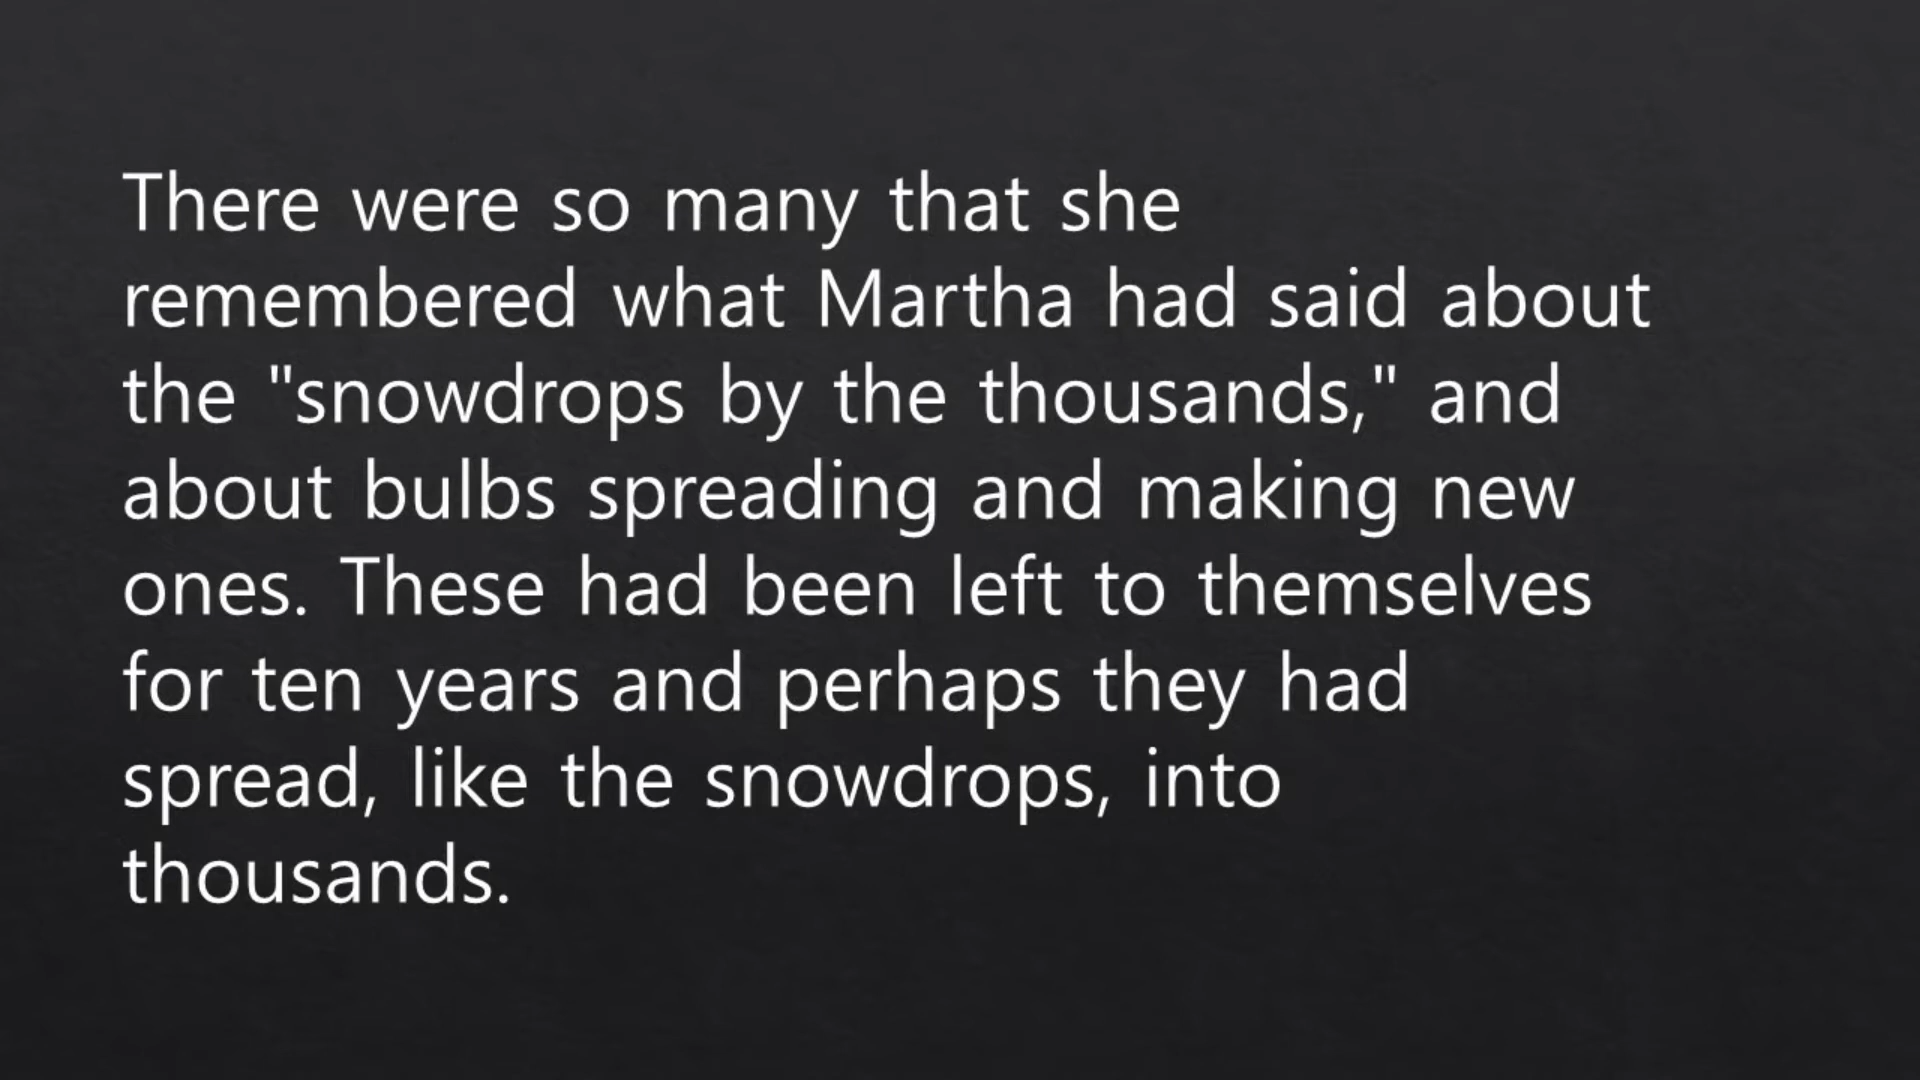 There were so many that she
remembered what Martha had said about
the "snowdrops by the thousands," and
about bulbs spreading and making new
ones. These had been left to themselves
for ten years and perhaps they had
spread, like the snowdrops, into
thousands.